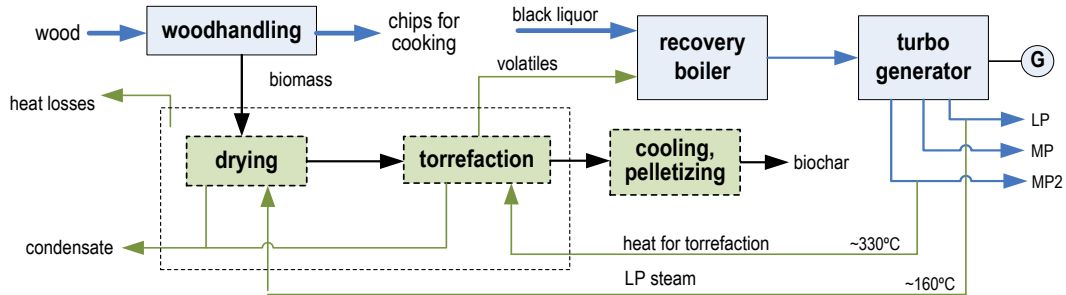 wood
woodhandling
chips for
cooking
black liquor
recovery
boiler
turbo
generator
G
volatiles
biomass
heat losses
LP
MP
MP2
drying
torrefaction
cooling,
pelletizing
biochar
condensate
heat for torrefaction
~330ºC
LP steam
~160ºC